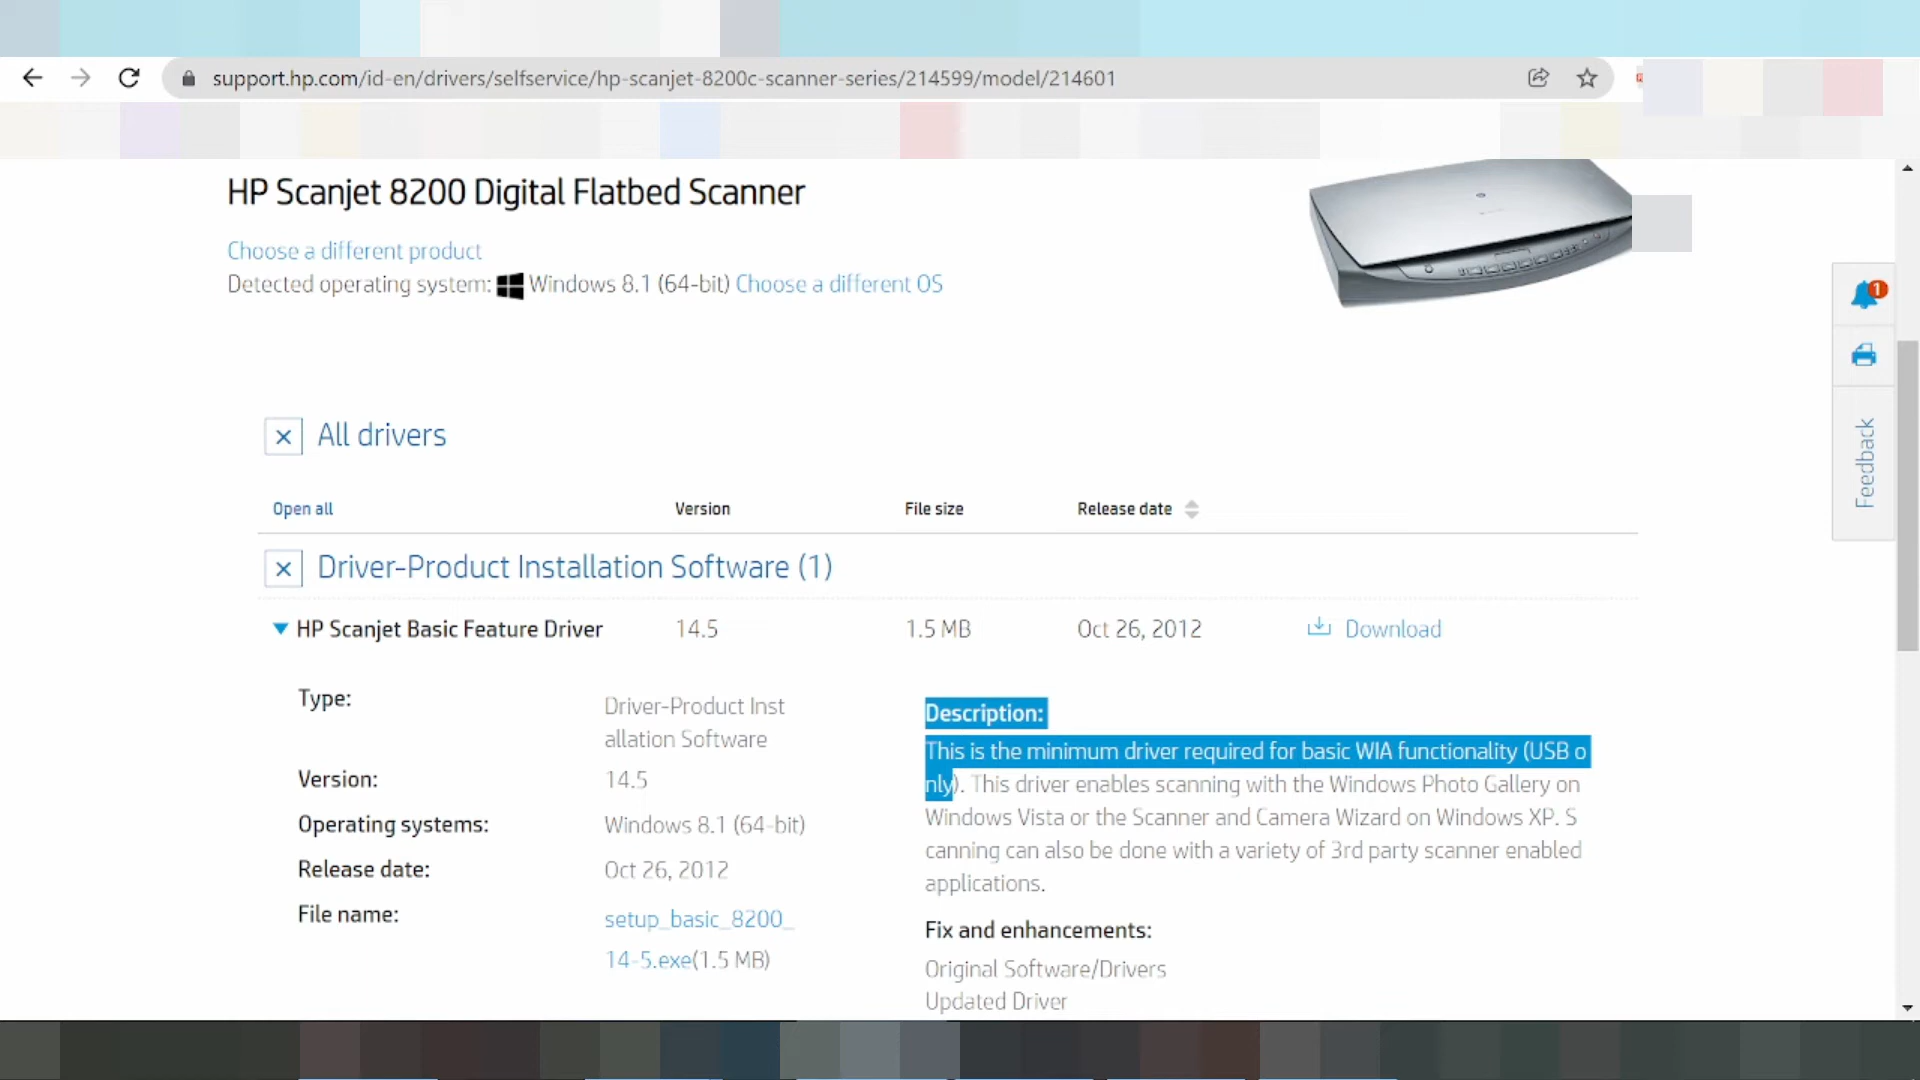 support.hp.com/id-en/drivers/selfservice/hp-scanjet-8200c-scanner-series/214599/model/214601
HP Scanjet 8200 Digital Flatbed Scanner
Choose a different product
Detected operating system: Windows 8.1 (64-bit) Choose a different OS
1
Feedback
All drivers
Open all Version File size Release date
Driver-Product Installation Software (1)
HP Scanjet Basic Feature Driver 14.5 1.5 MB Oct 26, 2012 Download
Type:
Driver-Product Inst
allation Software
Version: 14.5
Operating systems: Windows 8.1 (64-bit)
Release date: Oct 26, 2012
File name: setup_basic_8200_
14-5.exe(1.5 MB)
Description:
This is the minimum driver required for basic WIA functionality (USB o
nly). This driver enables scanning with the Windows Photo Gallery on
Windows Vista or the Scanner and Camera Wizard on Windows XP. S
canning can also be done with a variety of 3rd party scanner enabled
applications.
Fix and enhancements:
Original Software/Drivers
Updated Driver